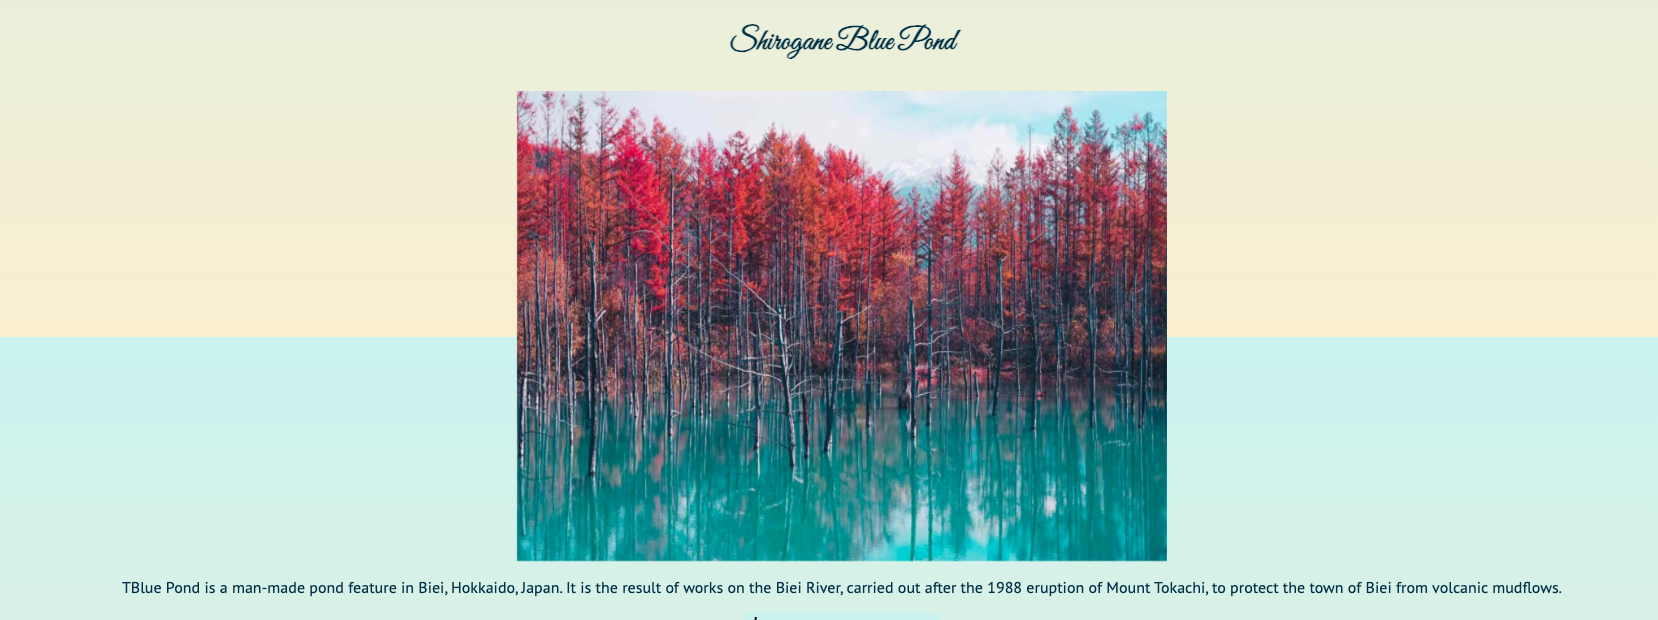 Shirogane Blue Pond
TBlue Pond is a man-made pond feature in Biei, Hokkaido, Japan. It is the result of works on the Biei River, carried out after the 1988 eruption of Mount Tokachi, to protect the town of Biei from volcanic mudflows.